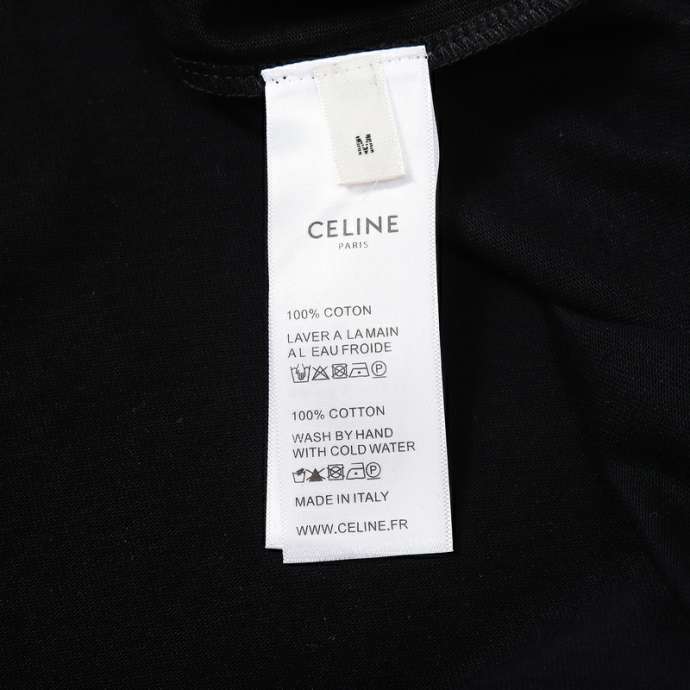 M
CELINE
PARIS
100% COTON
LAVER A LA MAIN
A L EAU FROIDE
P
100% COTTON
WASH BY HAND
WITH COLD WATER
P
MADE IN ITALY
WWW.CELINE.FR